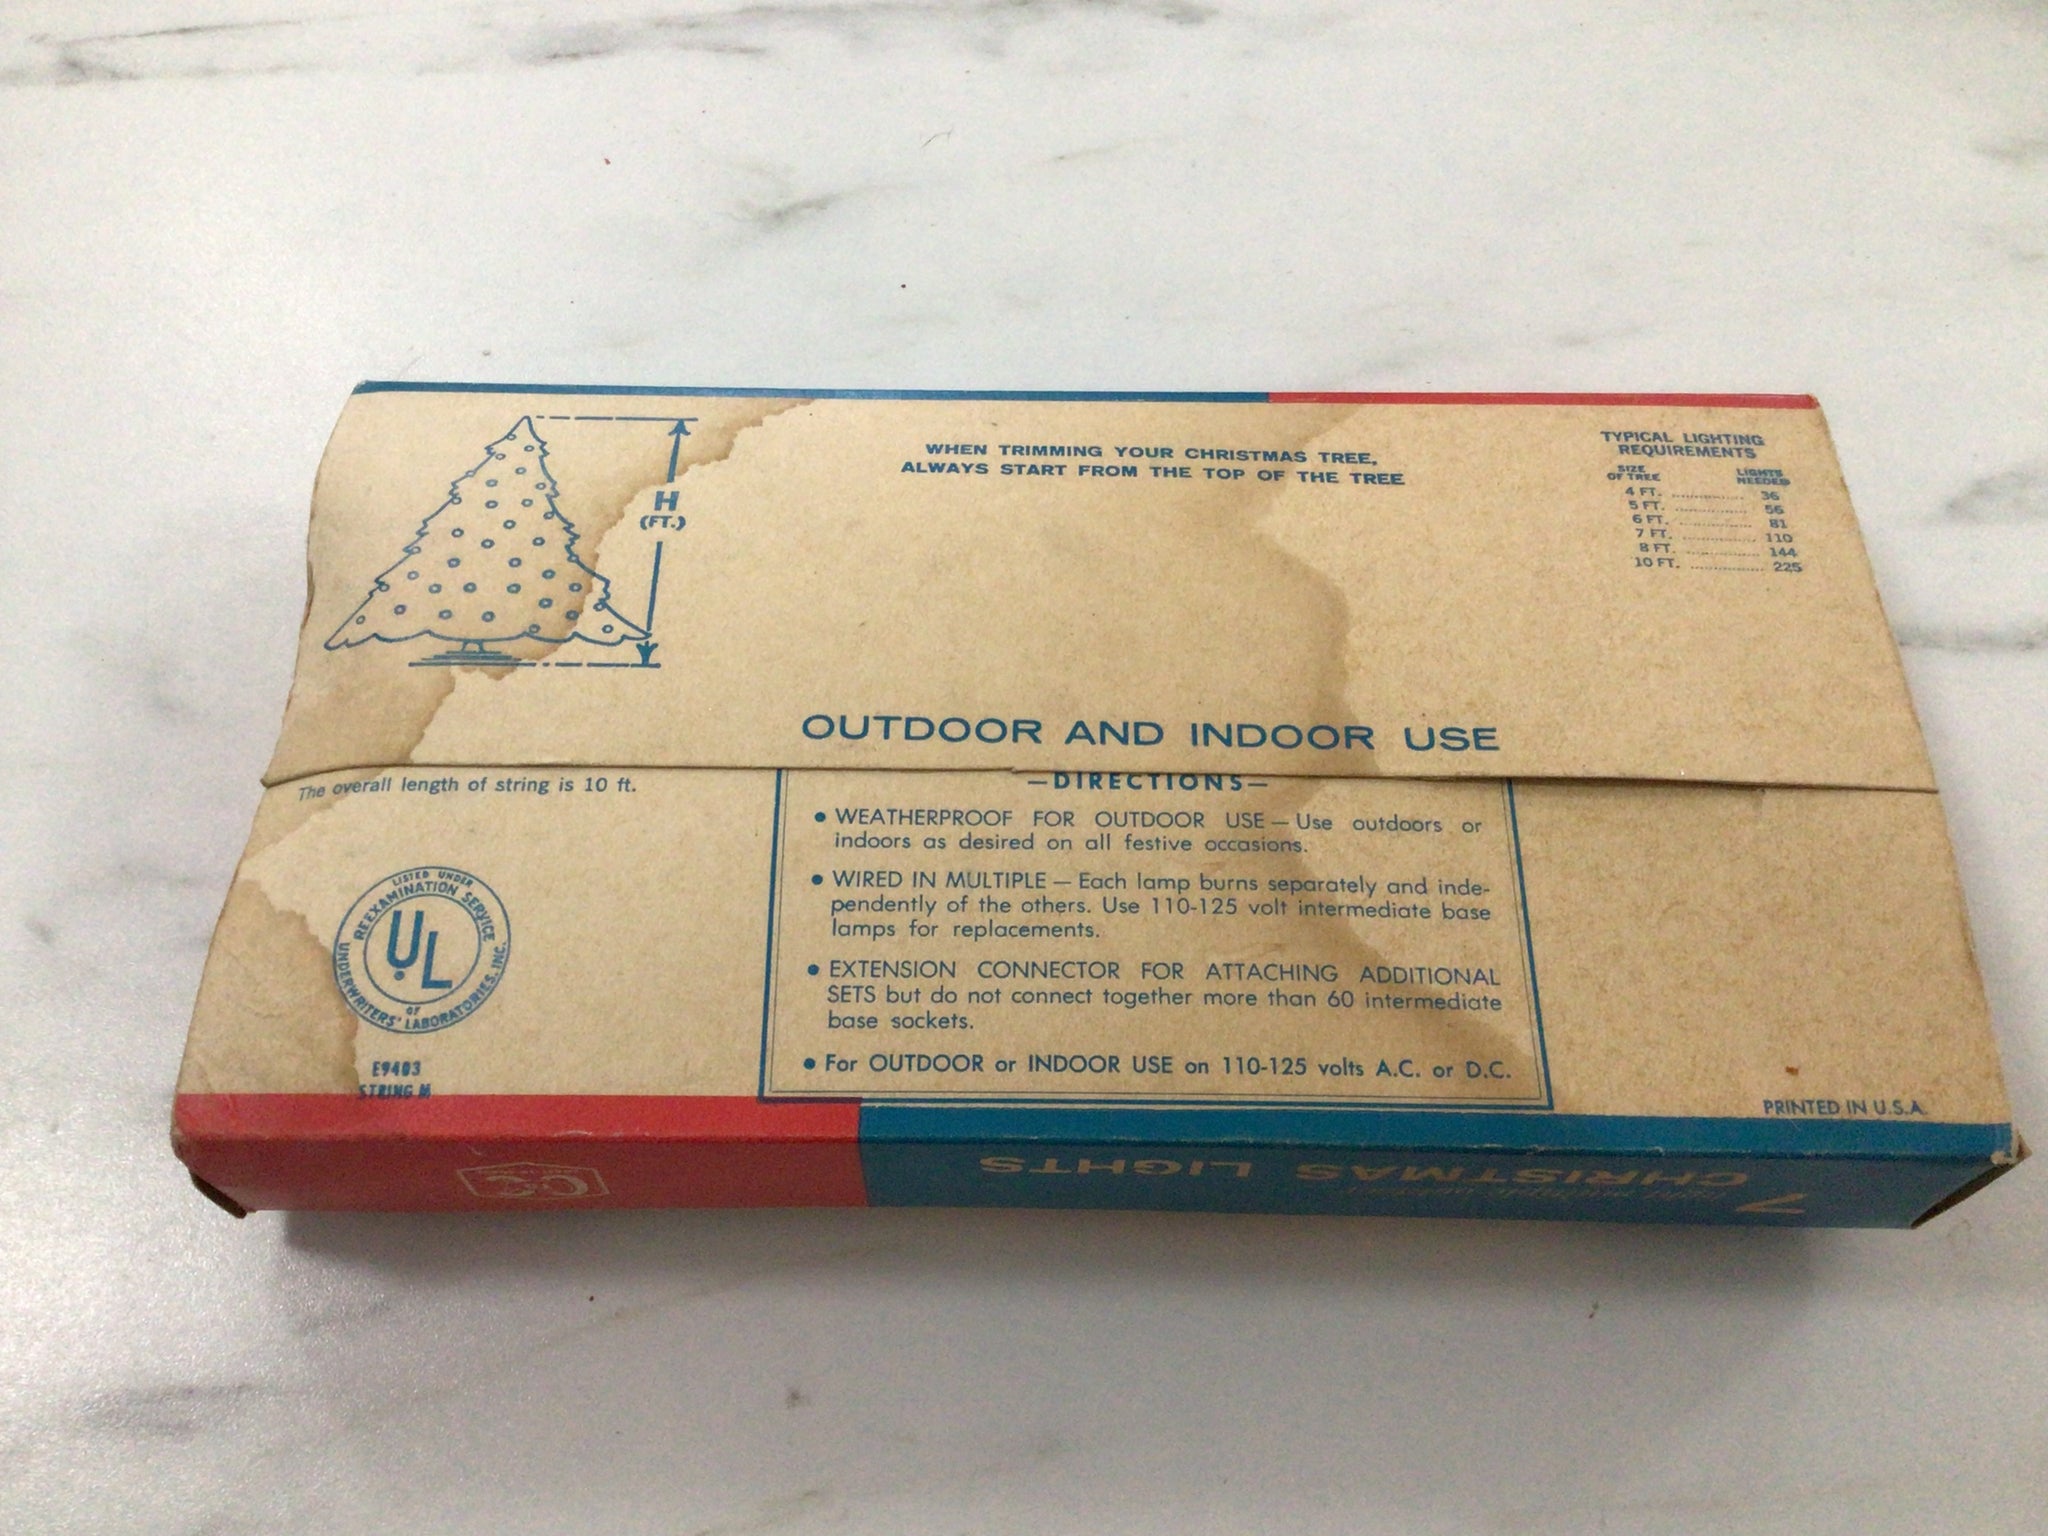 H
(FT.)
WHEN TRIMMING YOUR CHRISTMAS TREE,
ALWAYS START FROM THE TOP OF THE TREE
TYPICAL LIGHTING
REQUIREMENTS
SIZE OF TREE LIGHTS NEEDED
4 FT. .................. 36
5 FT. .................. 56
6 FT. .................. 81
7 FT. .................. 110
8 FT. .................. 144
10 FT. .................. 225
OUTDOOR AND INDOOR USE
The overall length of string is 10 ft.
LISTED UNDER
REEXAMINATION SERVICE
UL
OF
UNDERWRITERS' LABORATORIES, INC.
E9403
STRING M
—DIRECTIONS—
• WEATHERPROOF FOR OUTDOOR USE — Use outdoors or
indoors as desired on all festive occasions.
• WIRED IN MULTIPLE — Each lamp burns separately and inde-
pendently of the others. Use 110-125 volt intermediate base
lamps for replacements.
• EXTENSION CONNECTOR FOR ATTACHING ADDITIONAL
SETS but do not connect together more than 60 intermediate
base sockets.
• For OUTDOOR or INDOOR USE on 110-125 volts A.C. or D.C.
PRINTED IN U.S.A.
7
CHRISTMAS LIGHTS